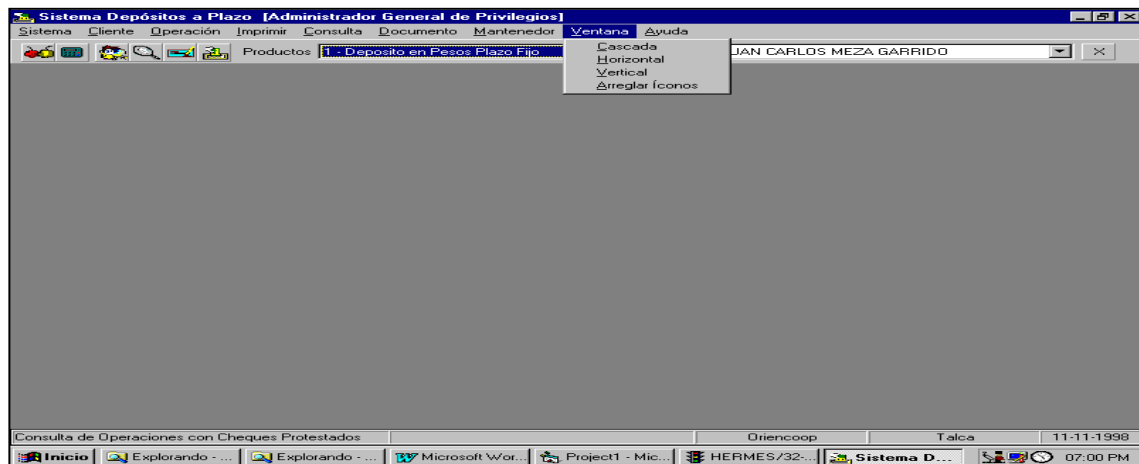 Sistema Depósitos a Plazo [Administrador General de Privilegios]
Sistema Cliente Operación Imprimir Consulta Documento Mantenedor Ventana Ayuda
Productos 1 - Deposito en Pesos Plazo Fijo JAN CARLOS MEZA GARRIDO
Cascada
Horizontal
Vertical
Arreglar Íconos
Consulta de Operaciones con Cheques Protestados Oriencoop Talca 11-11-1998
Inicio Explorando - ... Explorando - ... Microsoft Wor... Project1 - Mic... HERMES/32-... Sistema D... 07:00 PM